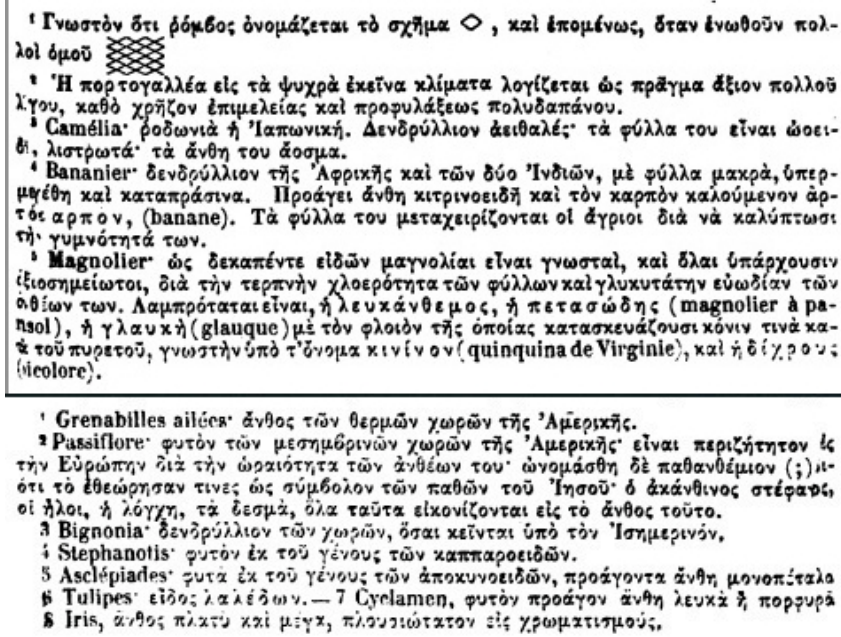 ¹ Γνωστὸν ὅτι ῥόμβος ὀνομάζεται τὸ σχῆμα , καὶ ἑπομένως, ὅταν ἑνωθοῦν πολ-
λοὶ ὁμοῦ
² Ἡ πορτογαλλέα εἰς τὰ ψυχρὰ ἐκεῖνα κλίματα λογίζεται ὡς πρᾶγμα ἄξιον πολλοῦ
λόγου, καθὸ χρῇζον ἐπιμελείας καὶ προφυλάξεως πολυδαπάνου.
³ Camélia· ῥοδωνιὰ ἡ Ἰαπωνική. Δενδρύλλιον ἀειθαλές· τὰ φύλλα του εἶναι ὠοει-
δῆ, λιστρωτά· τὰ ἄνθη του ἄοσμα.
⁴ Bananier· δενδρύλλιον τῆς Ἀφρικῆς καὶ τῶν δύο Ἰνδιῶν, μὲ φύλλα μακρὰ, ὑπερ-
μεγέθη καὶ καταπράσινα. Προάγει ἄνθη κιτρινοειδῆ καὶ τὸν καρπὸν καλούμενον ἀρ-
τόκαρπον, (banane). Τὰ φύλλα του μεταχειρίζονται οἱ ἄγριοι διὰ νὰ καλύπτωσι
τὴν γυμνότητά των.
⁵ Magnolier· ὡς δεκαπέντε εἰδῶν μαγνολίαι εἶναι γνωσταὶ, καὶ ὅλαι ὑπάρχουσιν
ἀξιοσημείωτοι, διὰ τὴν τερπνὴν χλοερότητα τῶν φύλλων καὶ γλυκυτάτην εὐωδίαν τῶν
ἀνθέων των. Λαμπρόταται εἶναι, ἡ λευκάνθεμος, ἡ πετασώδης (magnolier à pa-
rasol), ἡ γλαυκὴ (glauque) μὲ τὸν φλοιὸν τῆς ὁποίας κατασκευάζουσι κόνιν τινὰ κα-
τὰ τοῦ πυρετοῦ, γνωστὴν ὑπὸ τ' ὄνομα κινίνον (quinquina de Virginie), καὶ ἡ δίχρους
(bicolore).
¹ Grenabilles ailées· ἄνθος τῶν θερμῶν χωρῶν τῆς Ἀμερικῆς.
² Passiflore· φυτὸν τῶν μεσημβρινῶν χωρῶν τῆς Ἀμερικῆς· εἶναι περιζήτητον εἰς
τὴν Εὐρώπην διὰ τὴν ὡραιότητα τῶν ἀνθέων του· ὠνομάσθη δὲ παθανθέμιον (;) δι-
ότι τὸ ἐθεώρησαν τινες ὡς σύμβολον τῶν παθῶν τοῦ Ἰησοῦ· ὁ ἀκάνθινος στέφανος,
οἱ ἧλοι, ἡ λόγχη, τὰ δεσμὰ, ὅλα ταῦτα εἰκονίζονται εἰς τὸ ἄνθος τοῦτο.
3 Bignonia· δενδρύλλιον τῶν χωρῶν, ὅσαι κεῖνται ὑπὸ τὸν Ἰσημερινόν.
4 Stephanotis· φυτὸν ἐκ τοῦ γένους τῶν καππαροειδῶν.
5 Asclépiades· φυτὰ ἐκ τοῦ γένους τῶν ἀποκυνοειδῶν, προάγοντα ἄνθη μονοπέταλα
6 Tulipes· εἶδος λαλέδων. — 7 Cyclamen, φυτὸν προάγον ἄνθη λευκὰ ἢ πορφυρᾶ
8 Iris, ἄνθος πλατὺ καὶ μέγα, πλουσιώτατον εἰς χρωματισμούς,